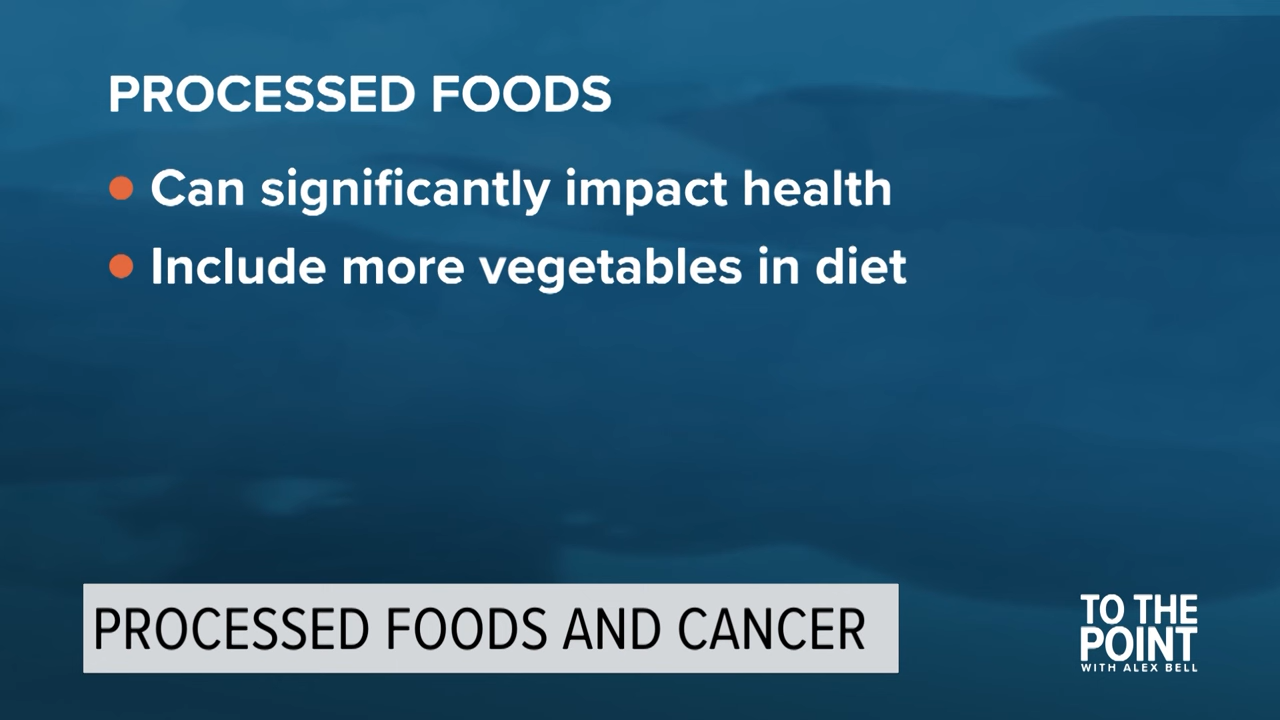 PROCESSED FOODS
Can significantly impact health
Include more vegetables in diet
PROCESSED FOODS AND CANCER
TO THE
POINT
WITH ALEX BELL